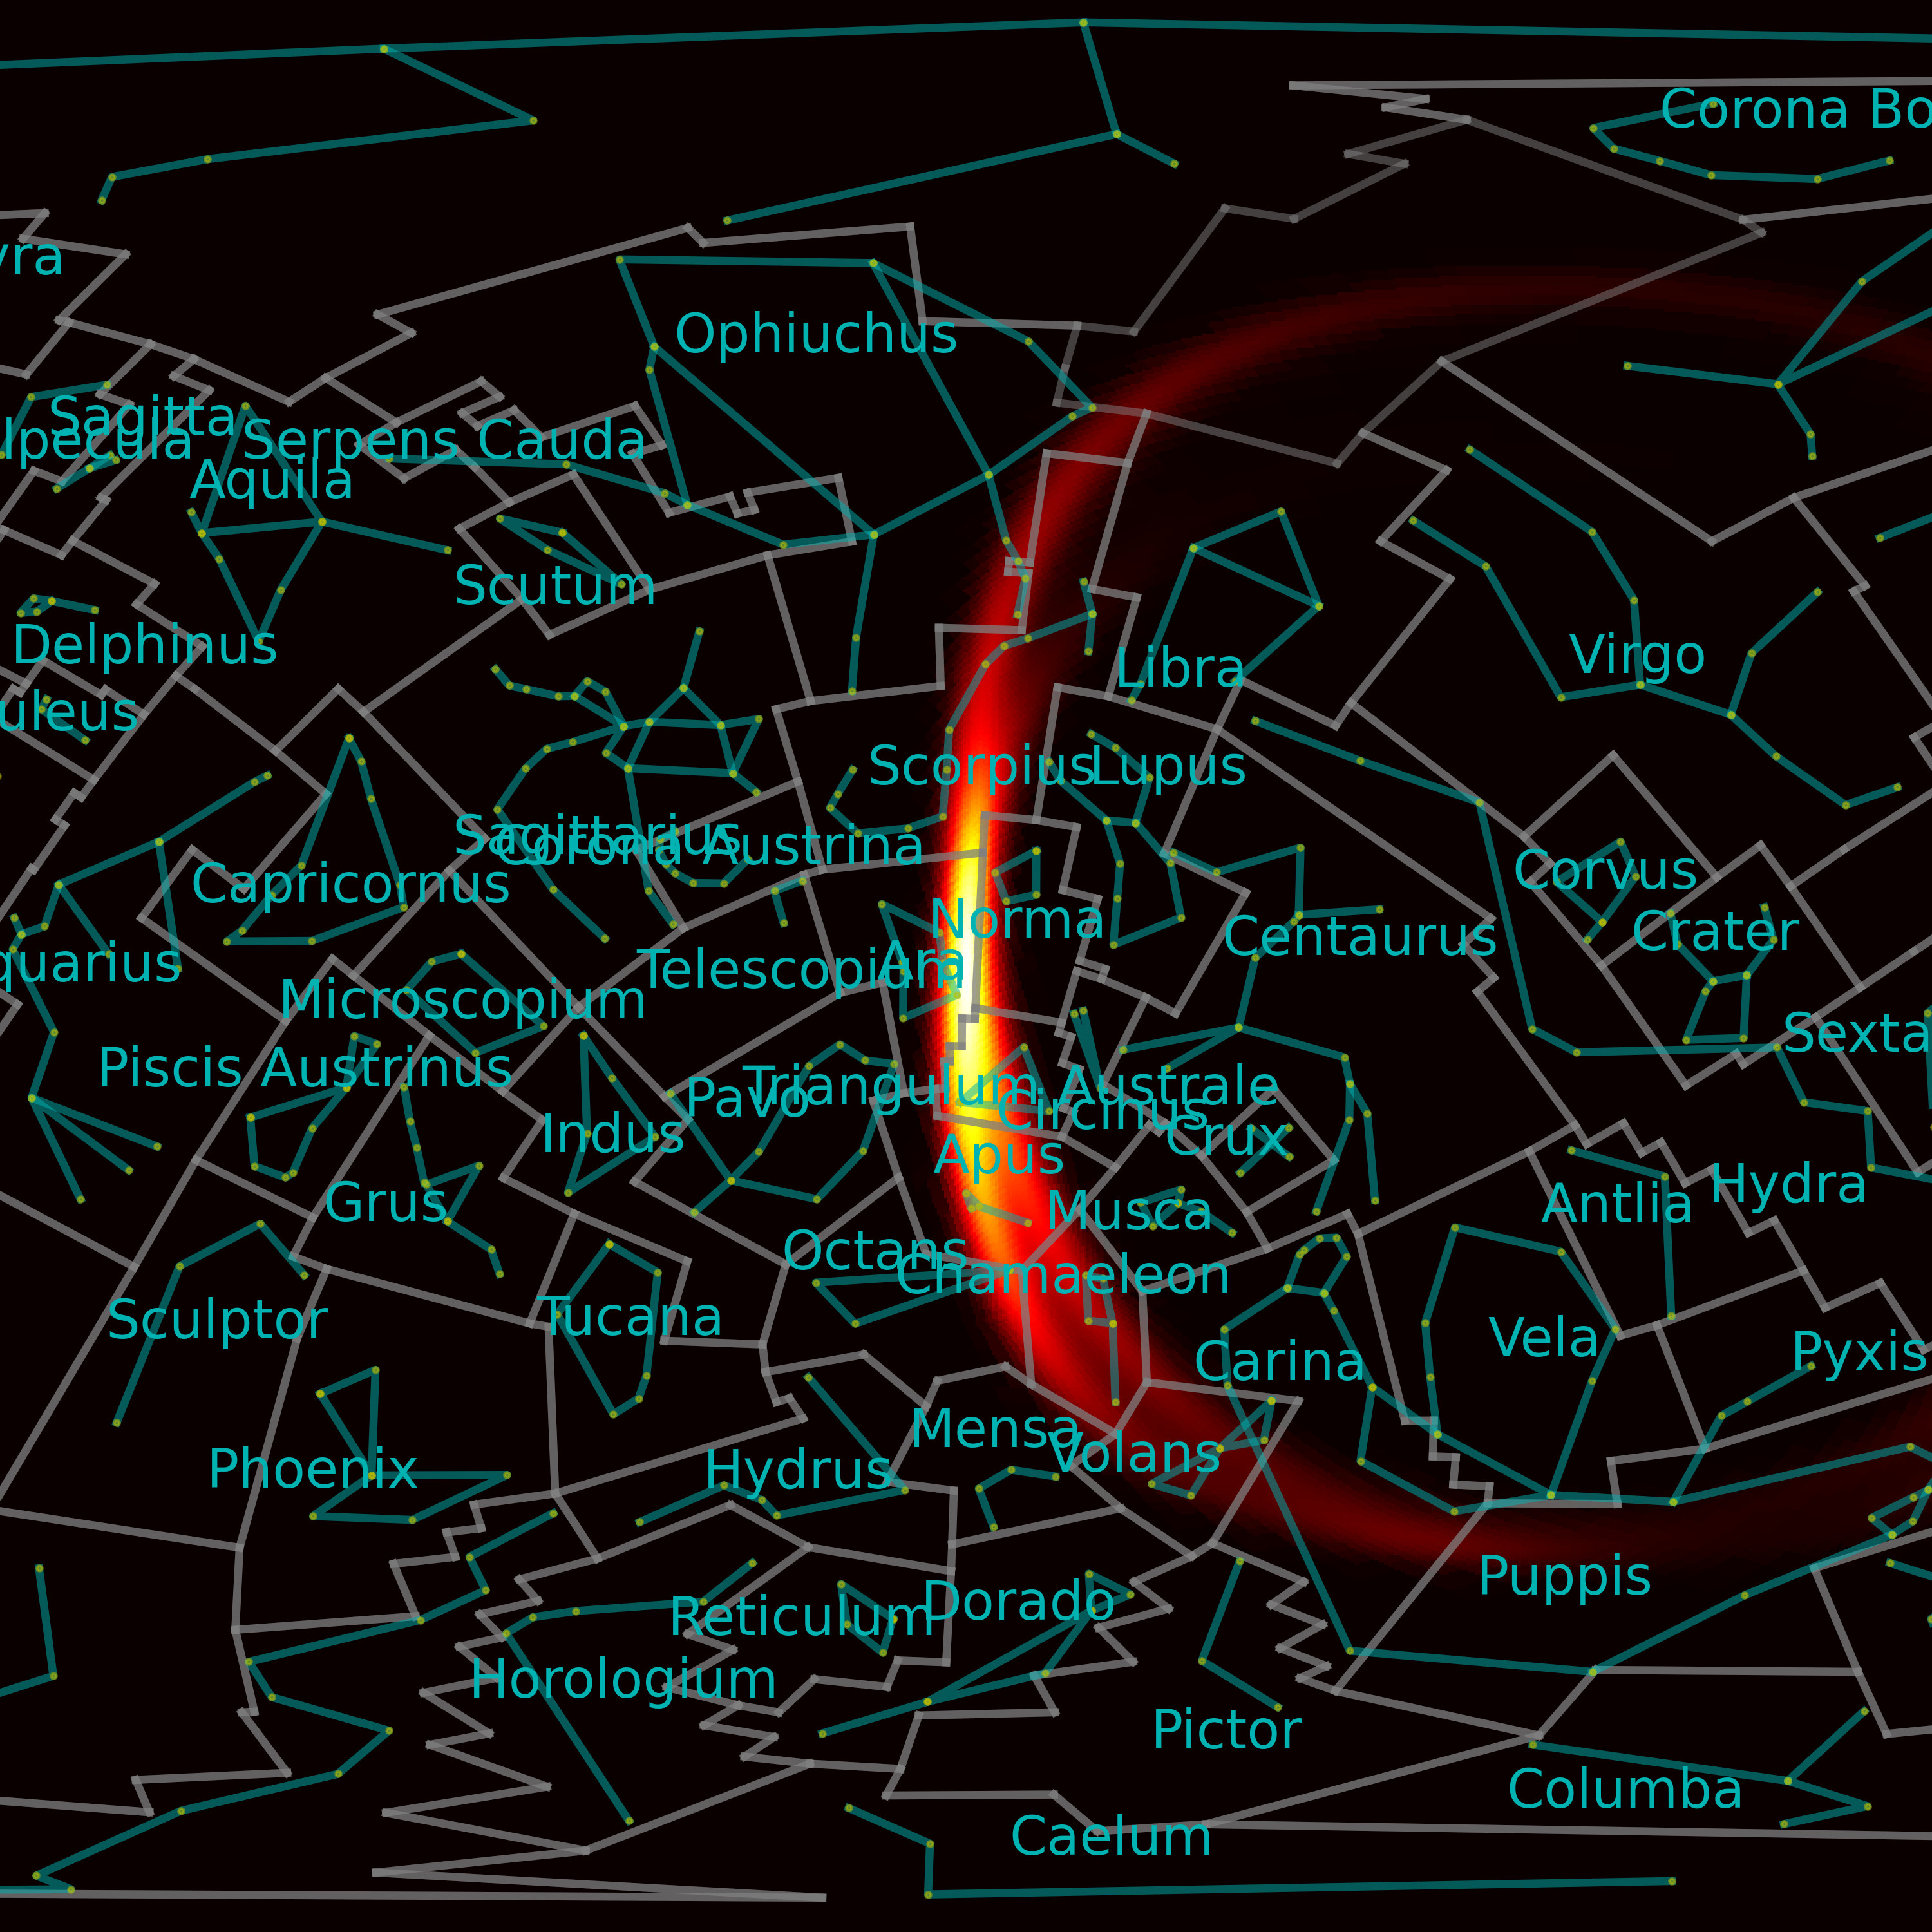 Corona Bo
yra
Ophiuchus
Sagitta
lpecula
Serpens Cauda
Aquila
Scutum
Delphinus
Libra
Virgo
uleus
Scorpius
Lupus
Sagittarius
Corona Austrina
Capricornus
Corvus
Norma
Crater
Centaurus
quarius
Telescopium
Ara
Microscopium
Sexta
Piscis Austrinus
Pavo
Triangulum Australe
Circinus
Indus
Crux
Apus
Hydra
Grus
Antlia
Musca
Octans
Chamaeleon
Sculptor
Tucana
Vela
Pyxis
Carina
Mensa
Volans
Phoenix
Hydrus
Puppis
Dorado
Reticulum
Horologium
Pictor
Columba
Caelum